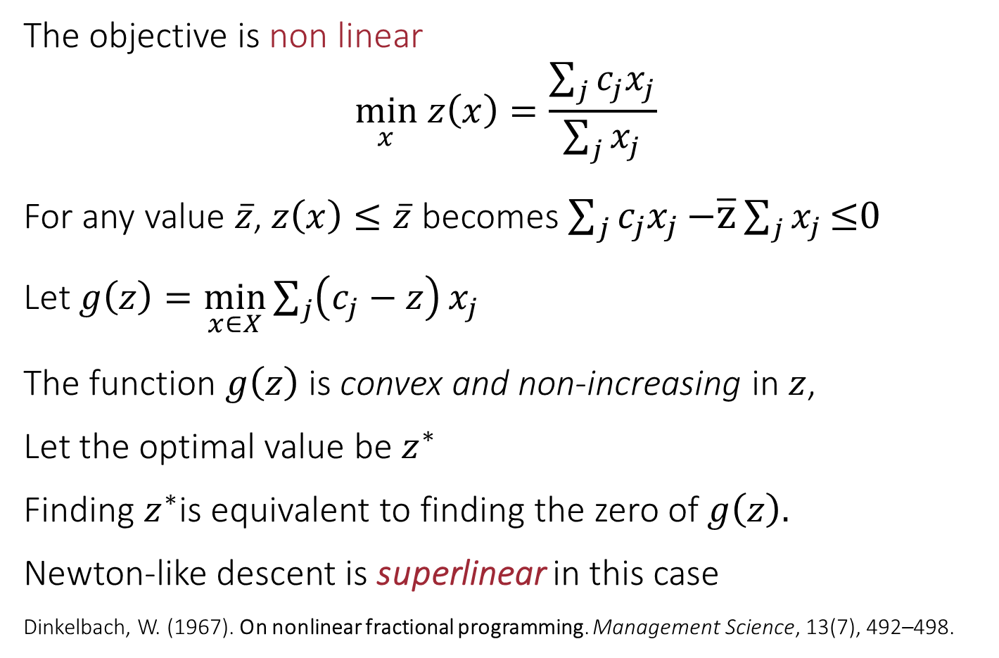 The objective is non linear
min_x z(x) = ∑_j c_j x_j / ∑_j x_j
For any value z̄, z(x) ≤ z̄ becomes ∑_j c_j x_j − z̄ ∑_j x_j ≤0
Let g(z) = min_{x∈X} ∑_j (c_j − z) x_j
The function g(z) is convex and non-increasing in z,
Let the optimal value be z*
Finding z* is equivalent to finding the zero of g(z).
Newton-like descent is superlinear in this case
Dinkelbach, W. (1967). On nonlinear fractional programming. Management Science, 13(7), 492–498.